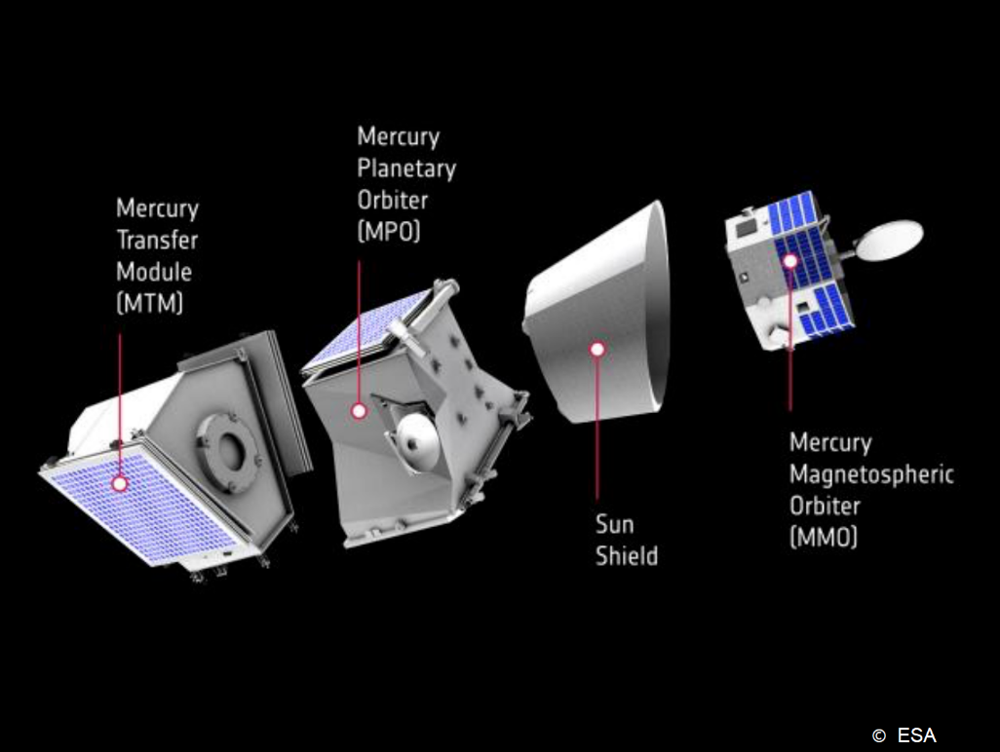 Mercury
Transfer
Module
(MTM)
Mercury
Planetary
Orbiter
(MPO)
Sun
Shield
Mercury
Magnetospheric
Orbiter
(MMO)
© ESA